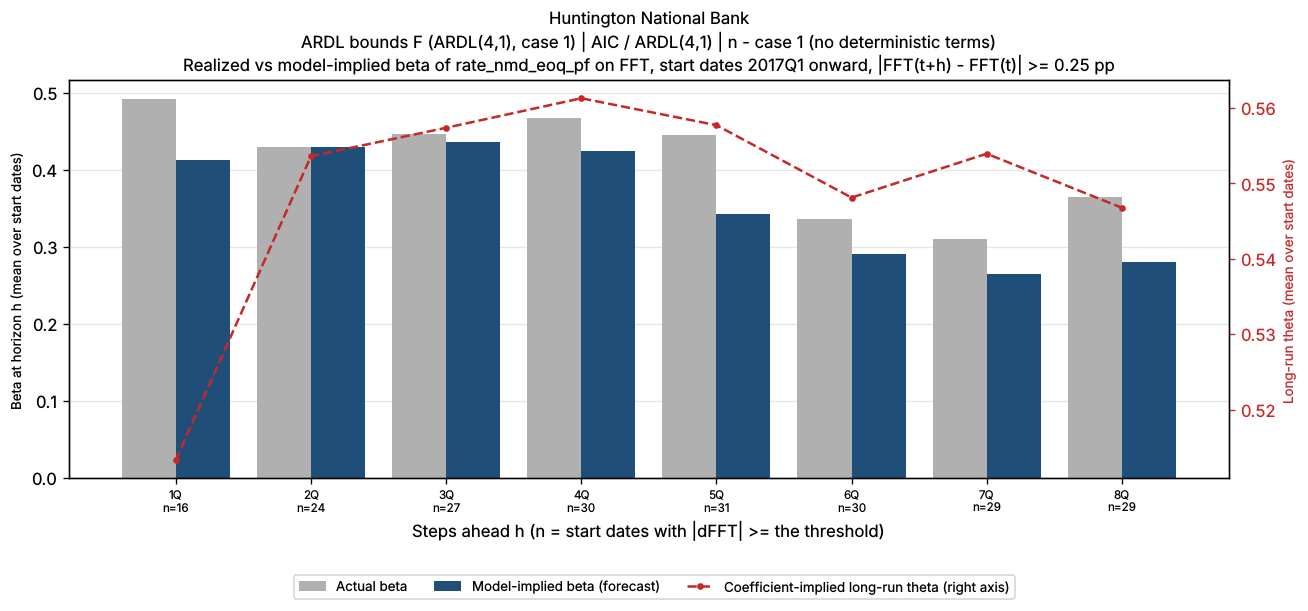 Huntington National Bank
ARDL bounds F (ARDL(4,1), case 1) | AIC / ARDL(4,1) | n - case 1 (no deterministic terms)
Realized vs model-implied beta of rate_nmd_eoq_pf on FFT, start dates 2017Q1 onward, |FFT(t+h) - FFT(t)| >= 0.25 pp
Beta at horizon h (mean over start dates)
0.5
0.4
0.3
0.2
0.1
0.0
0.56
0.55
0.54
0.53
0.52
Long-run theta (mean over start dates)
1Q 2Q 3Q 4Q 5Q 6Q 7Q 8Q
n=16 n=24 n=27 n=30 n=31 n=30 n=29 n=29
Steps ahead h (n = start dates with |dFFT| >= the threshold)
Actual beta Model-implied beta (forecast) Coefficient-implied long-run theta (right axis)